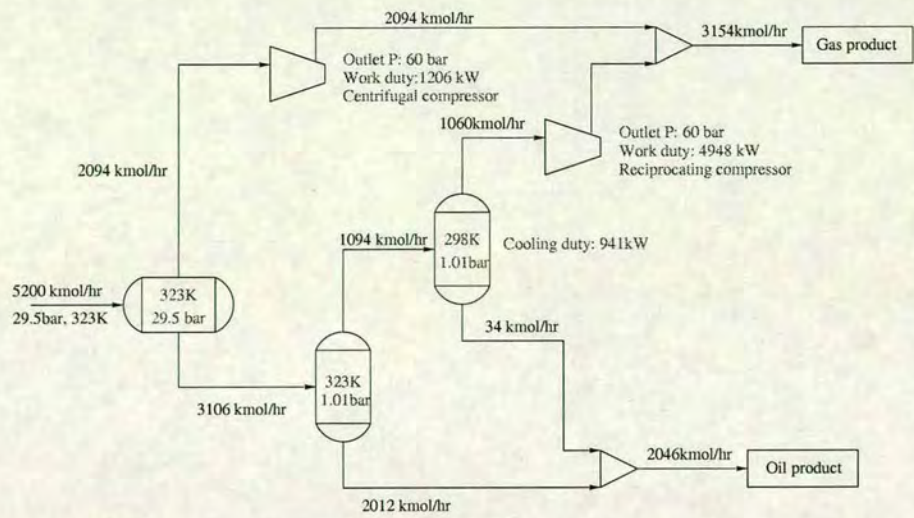 2094 kmol/hr
3154kmol/hr
Gas product
Outlet P: 60 bar
Work duty:1206 kW
Centrifugal compressor
1060kmol/hr
Outlet P: 60 bar
Work duty: 4948 kW
Reciprocating compressor
2094 kmol/hr
1094 kmol/hr
298K
1.01bar
Cooling duty: 941kW
5200 kmol/hr
29.5bar, 323K
323K
29.5 bar
34 kmol/hr
3106 kmol/hr
323K
1.01bar
2046kmol/hr
Oil product
2012 kmol/hr